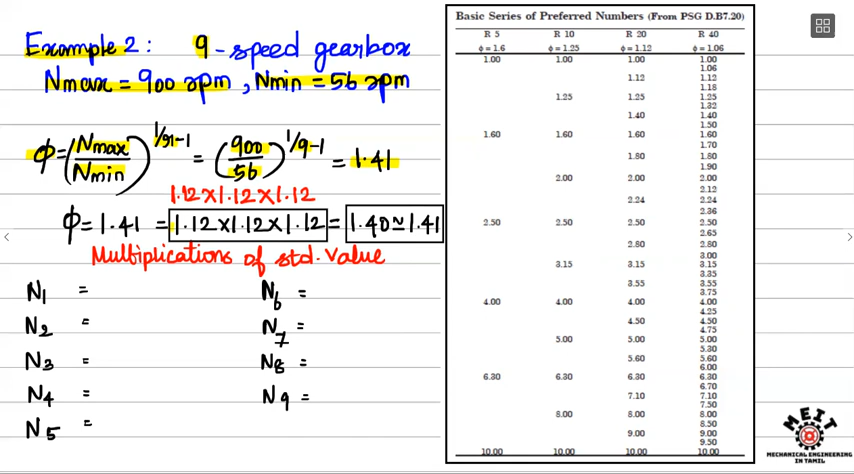 Example 2 : 9 - speed gearbox
Nmax = 900 rpm , Nmin = 56 rpm
φ = (Nmax/Nmin)^1/n-1 = (900/56)^1/9-1 = 1.41
1.12 x 1.12 x 1.12
φ = 1.41 = 1.12 x 1.12 x 1.12 = 1.40 ≈ 1.41
Multiplications of std. value
N1 =
N2 =
N3 =
N4 =
N5 =
N6 =
N7 =
N8 =
N9 =
Basic Series of Preferred Numbers (From PSG D.B7.20)
R 5 R 10 R 20 R 40
ϕ = 1.6 ϕ = 1.25 ϕ = 1.12 ϕ = 1.06
1.00 1.00 1.00 1.00
1.06
1.12 1.12
1.18
1.25 1.25 1.25
1.32
1.40 1.40
1.50
1.60 1.60 1.60 1.60
1.70
1.80 1.80
1.90
2.00 2.00 2.00
2.12
2.24 2.24
2.36
2.50 2.50 2.50 2.50
2.65
2.80 2.80
3.00
3.15 3.15 3.15
3.35
3.55 3.55
3.75
4.00 4.00 4.00 4.00
4.25
4.50 4.50
4.75
5.00 5.00 5.00
5.30
5.60 5.60
6.00
6.30 6.30 6.30 6.30
6.70
7.10 7.10
7.50
8.00 8.00 8.00
8.50
9.00 9.00
9.50
10.00 10.00 10.00 10.00
MEIT
MECHANICAL ENGINEERING
IN TAMIL